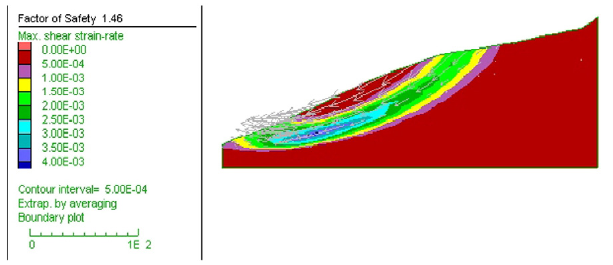 Factor of Safety 1.46
Max. shear strain-rate
0.00E+00
5.00E-04
1.00E-03
1.50E-03
2.00E-03
2.50E-03
3.00E-03
3.50E-03
4.00E-03
Contour interval= 5.00E-04
Extrap. by averaging
Boundary plot
0 1E 2